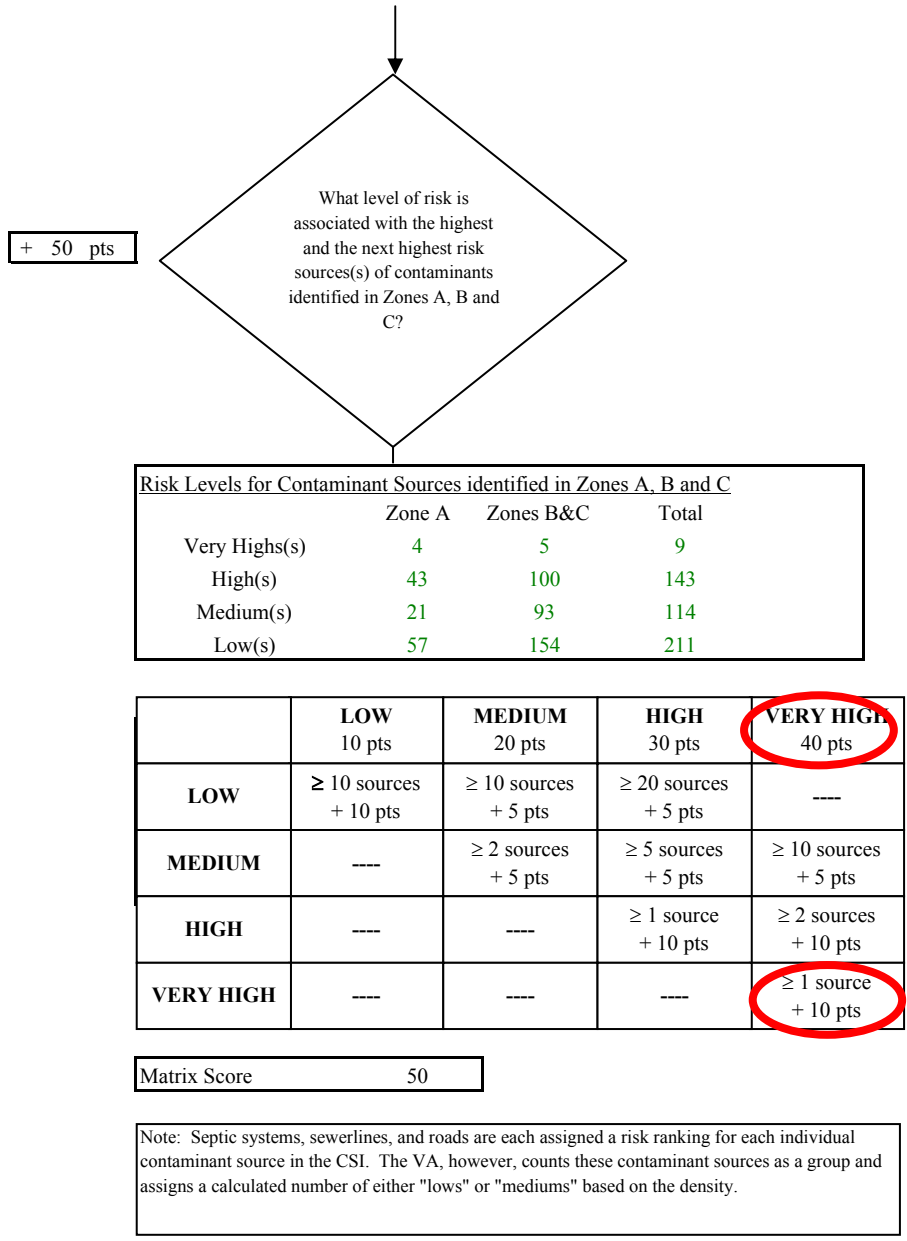 What level of risk is
associated with the highest
and the next highest risk
sources(s) of contaminants
identified in Zones A, B and
C?
+ 50 pts
Risk Levels for Contaminant Sources identified in Zones A, B and C
Zone A Zones B&C Total
Very Highs(s) 4 5 9
High(s) 43 100 143
Medium(s) 21 93 114
Low(s) 57 154 211
LOW MEDIUM HIGH VERY HIGH
10 pts 20 pts 30 pts 40 pts
LOW ≥ 10 sources ≥ 10 sources ≥ 20 sources ----
+ 10 pts + 5 pts + 5 pts
MEDIUM ---- ≥ 2 sources ≥ 5 sources ≥ 10 sources
+ 5 pts + 5 pts + 5 pts
HIGH ---- ---- ≥ 1 source ≥ 2 sources
+ 10 pts + 10 pts
VERY HIGH ---- ---- ---- ≥ 1 source
+ 10 pts
Matrix Score 50
Note: Septic systems, sewerlines, and roads are each assigned a risk ranking for each individual
contaminant source in the CSI. The VA, however, counts these contaminant sources as a group and
assigns a calculated number of either "lows" or "mediums" based on the density.